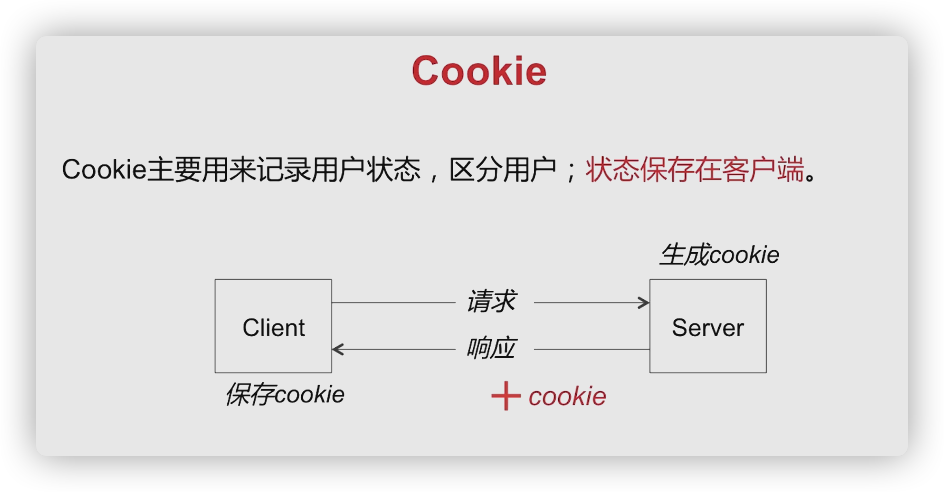 Cookie
Cookie主要用来记录用户状态，区分用户；状态保存在客户端。
生成cookie
请求
Client
Server
响应
保存cookie
+ cookie